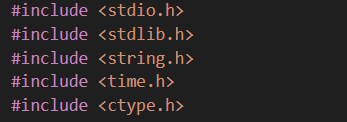 #include <stdio.h>
#include <stdlib.h>
#include <string.h>
#include <time.h>
#include <ctype.h>